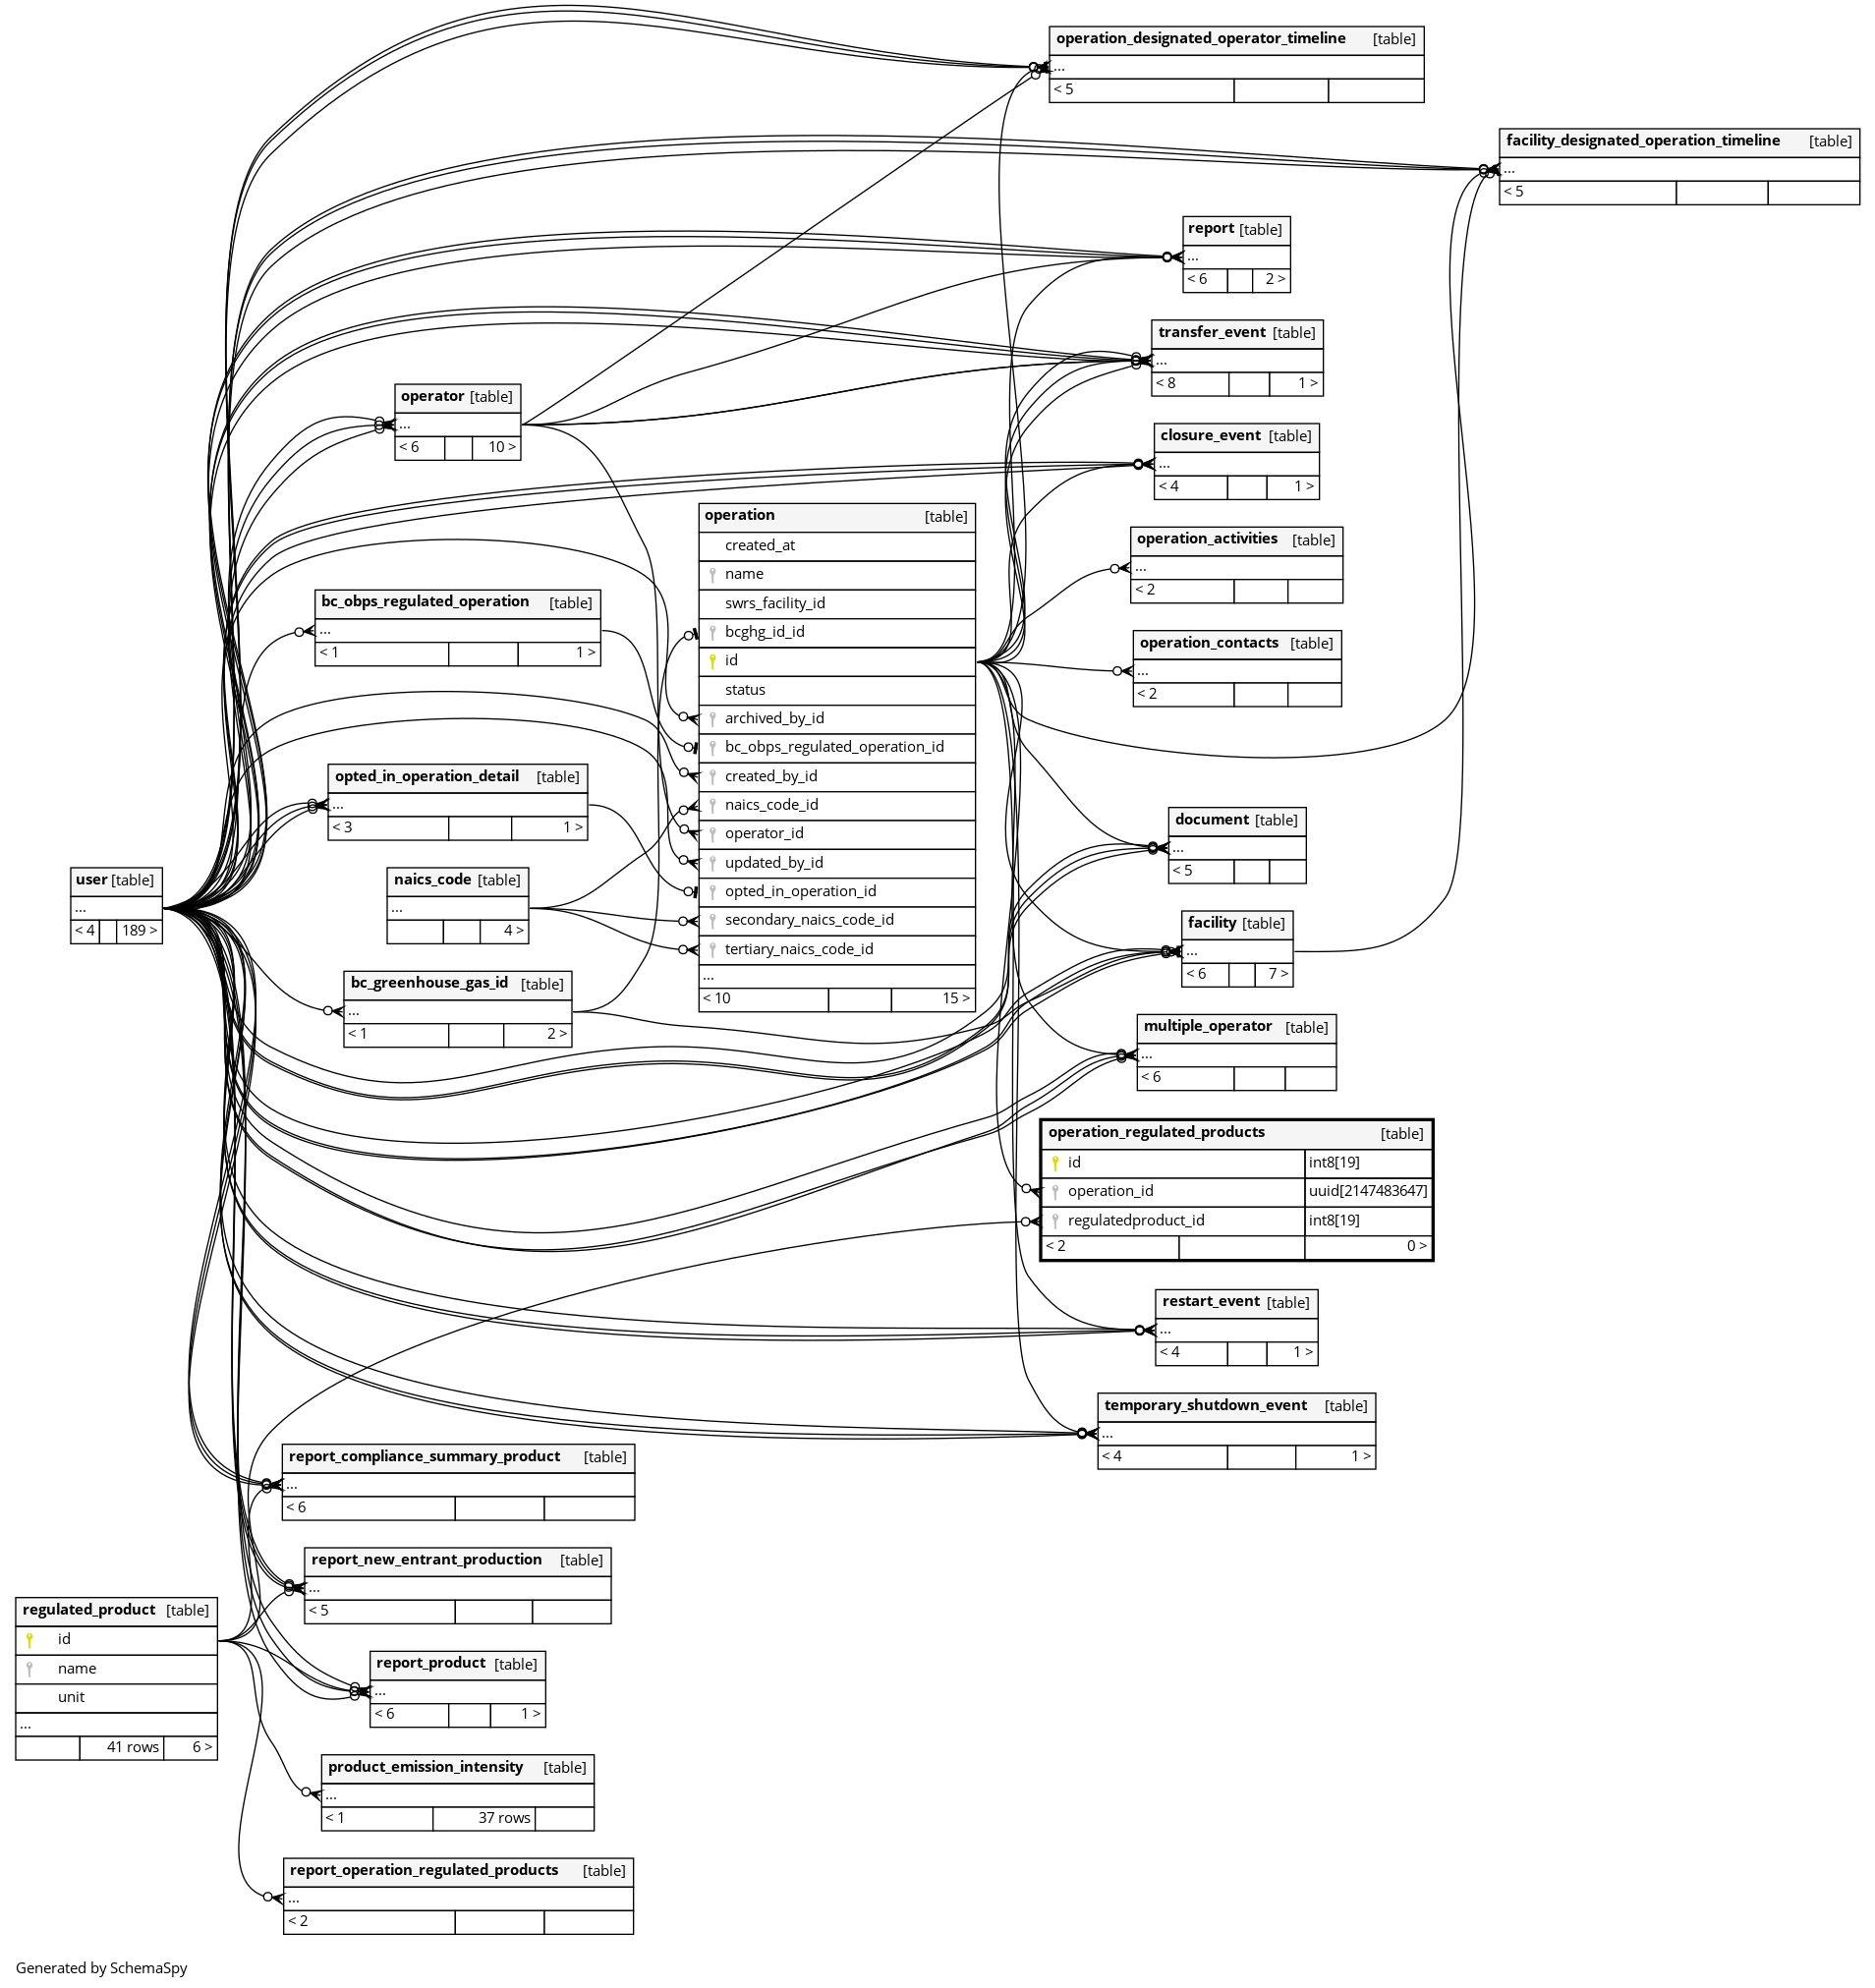 operation_designated_operator_timeline [table]
...
< 5
facility_designated_operation_timeline [table]
...
< 5
report [table]
...
< 6 2 >
transfer_event [table]
...
< 8 1 >
operator [table]
...
< 6 10 >
closure_event [table]
...
< 4 1 >
operation [table]
created_at
name
swrs_facility_id
bcghg_id_id
id
status
archived_by_id
bc_obps_regulated_operation_id
created_by_id
naics_code_id
operator_id
updated_by_id
opted_in_operation_id
secondary_naics_code_id
tertiary_naics_code_id
...
< 10 15 >
operation_activities [table]
...
< 2
bc_obps_regulated_operation [table]
...
< 1 1 >
operation_contacts [table]
...
< 2
opted_in_operation_detail [table]
...
< 3 1 >
document [table]
...
< 5
user [table]
...
< 4 189 >
naics_code [table]
...
4 >
facility [table]
...
< 6 7 >
bc_greenhouse_gas_id [table]
...
< 1 2 >
multiple_operator [table]
...
< 6
operation_regulated_products [table]
id int8[19]
operation_id uuid[2147483647]
regulatedproduct_id int8[19]
< 2 0 >
restart_event [table]
...
< 4 1 >
temporary_shutdown_event [table]
...
< 4 1 >
report_compliance_summary_product [table]
...
< 6
report_new_entrant_production [table]
...
< 5
regulated_product [table]
id
name
unit
...
41 rows 6 >
report_product [table]
...
< 6 1 >
product_emission_intensity [table]
...
< 1 37 rows
report_operation_regulated_products [table]
...
< 2
Generated by SchemaSpy